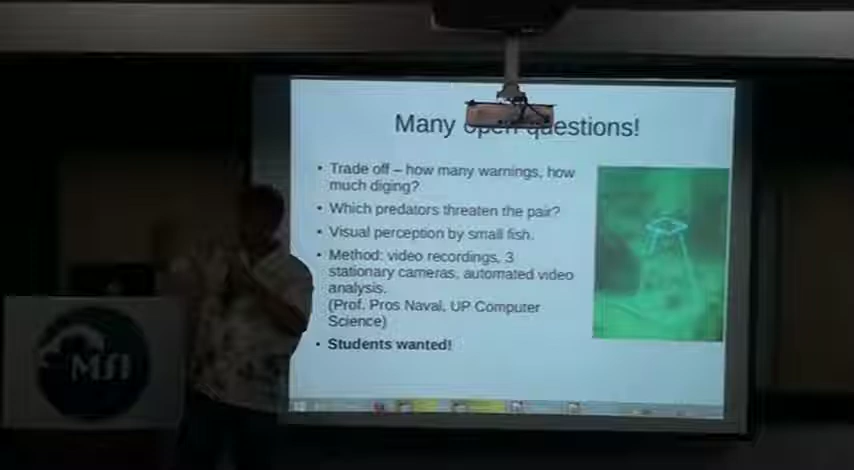 Many open questions!
• Trade off – how many warnings, how
much diging?
• Which predators threaten the pair?
• Visual perception by small fish.
• Method: video recordings, 3
stationary cameras, automated video
analysis.
(Prof. Pros Naval, UP Computer
Science)
• Students wanted!
MSI